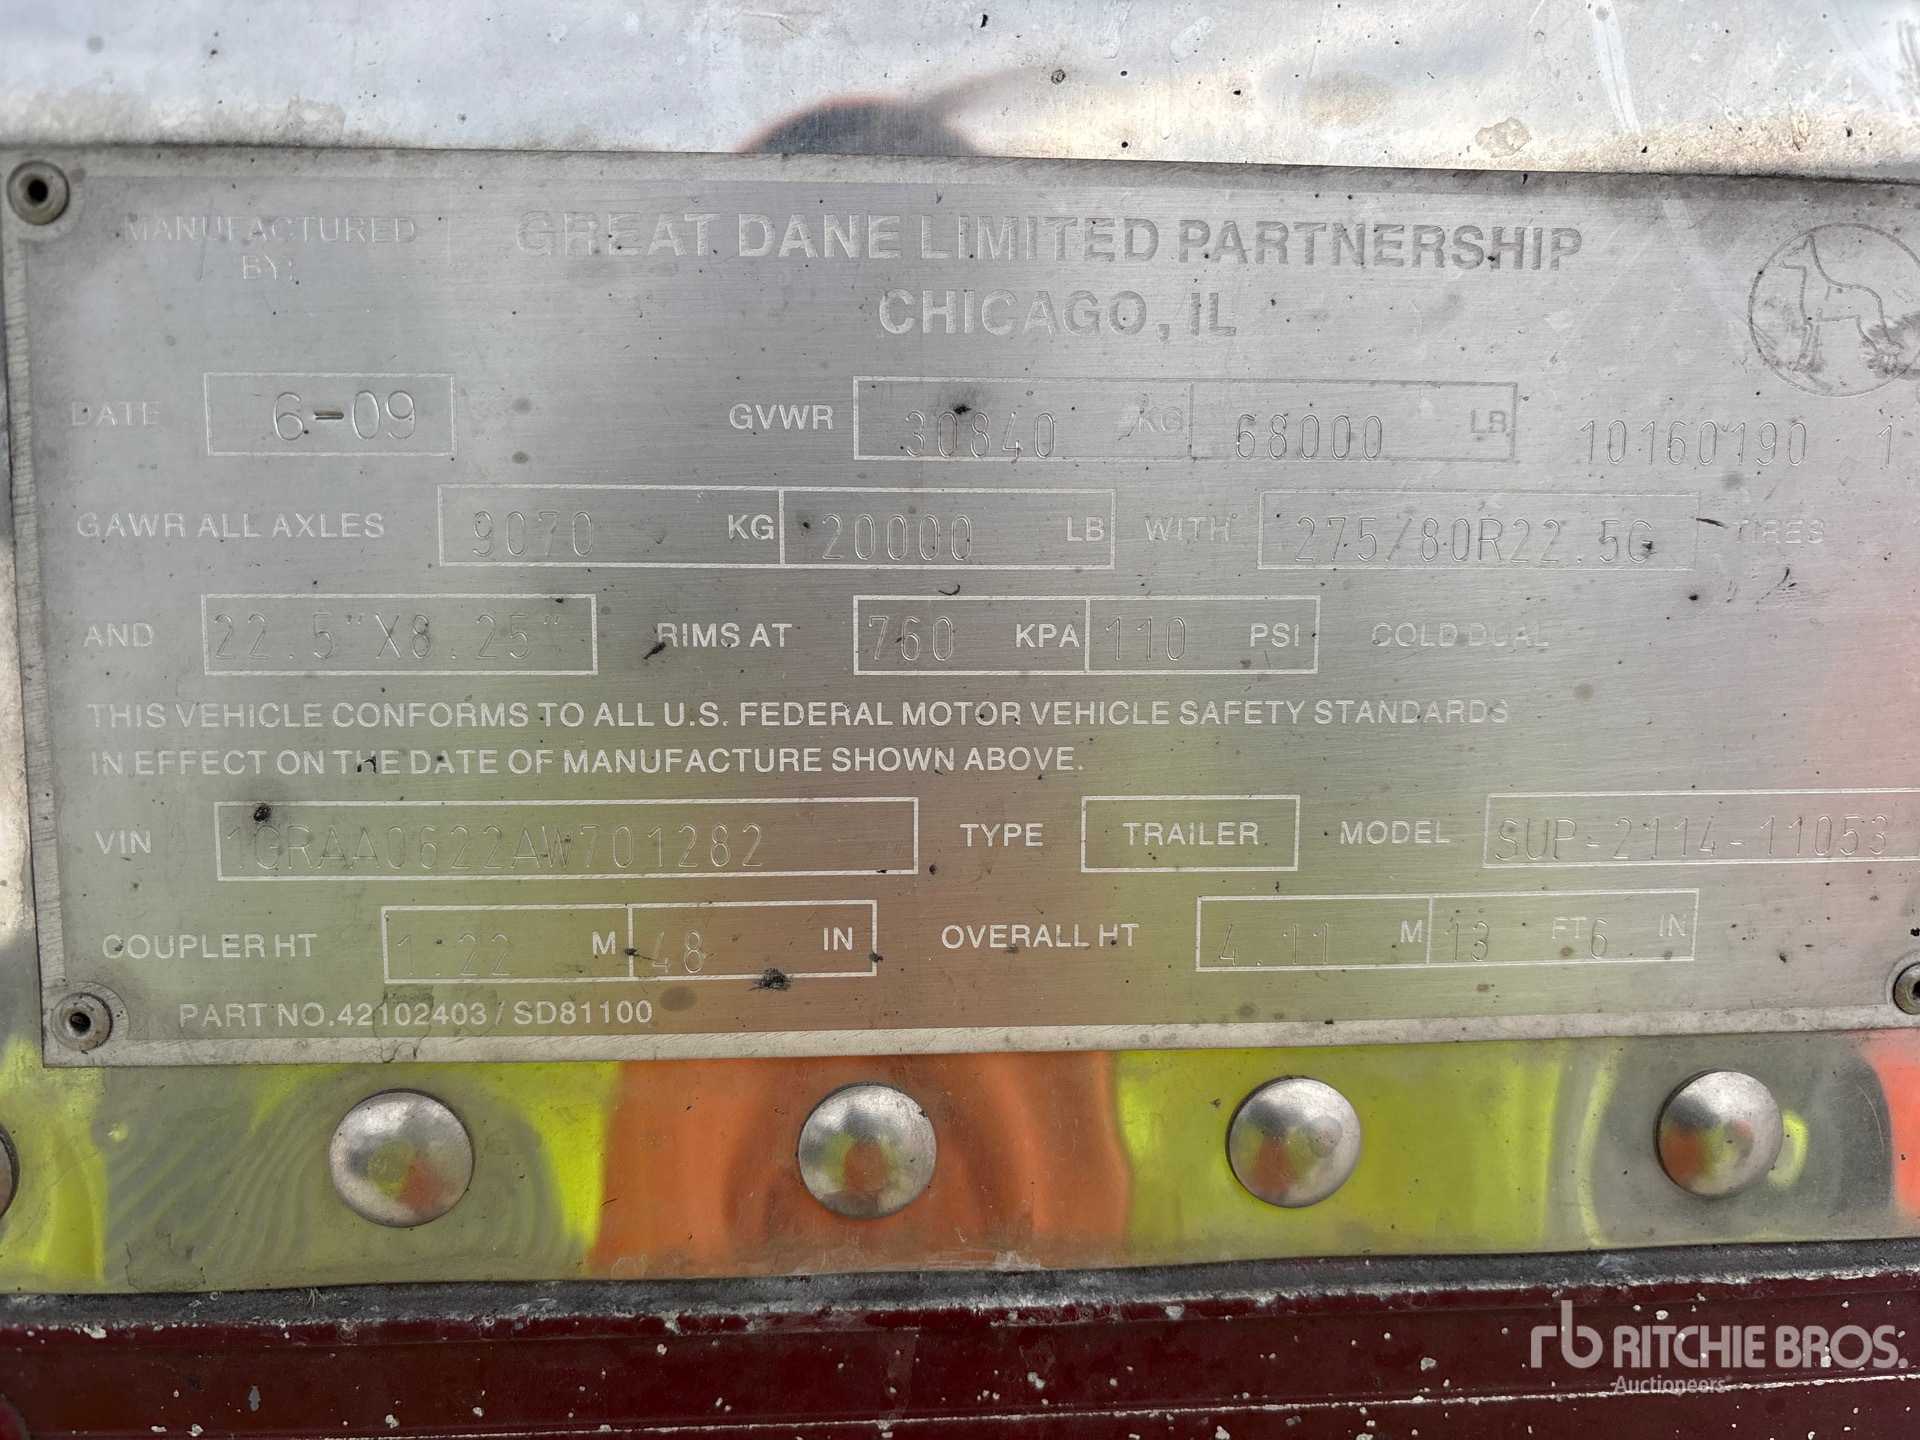 MANUFACTURED BY: GREAT DANE LIMITED PARTNERSHIP
CHICAGO, IL
DATE 6-09 GVWR 30840 KG 68000 LB 10160190 1
GAWR ALL AXLES 9070 KG 20000 LB WITH 275/80R22.5G TIRES
AND 22.5"X8.25" RIMS AT 760 KPA 110 PSI COLD DUAL
THIS VEHICLE CONFORMS TO ALL U.S. FEDERAL MOTOR VEHICLE SAFETY STANDARDS
IN EFFECT ON THE DATE OF MANUFACTURE SHOWN ABOVE.
VIN 1GRAA0622AW701282 TYPE TRAILER MODEL SUP-2114-11053
COUPLER HT 1.22 M 48 IN OVERALL HT 4.11 M 13 FT 6 IN
PART NO. 42102403 / SD81100
rb RITCHIE BROS.
Auctioneers